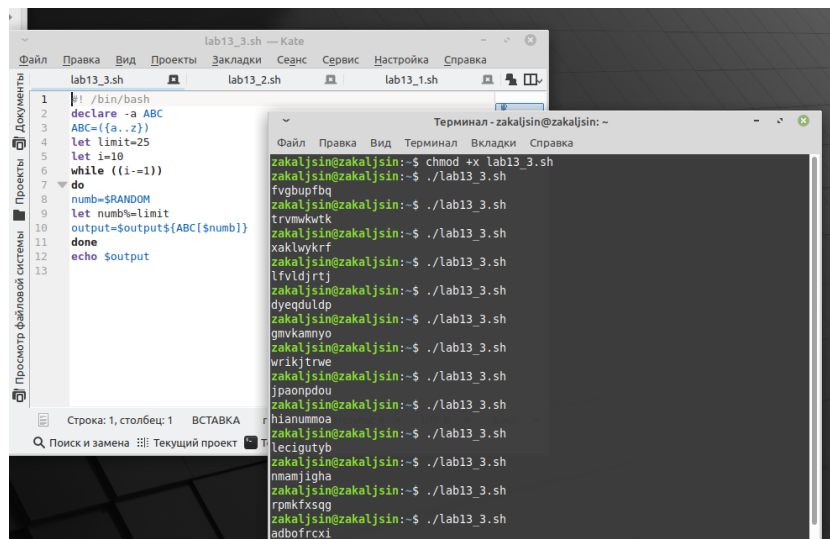 lab13_3.sh — Kate
Файл Правка Вид Проекты Закладки Сеанс Сервис Настройка Справка
lab13_3.sh lab13_2.sh lab13_1.sh
Документы
Проекты
Просмотр файловой системы
1 #! /bin/bash
2 declare -a ABC
3 ABC=({a..z})
4 let limit=25
5 let i=10
6 while ((i-=1))
7 do
8 numb=$RANDOM
9 let numb%=limit
10 output=$output${ABC[$numb]}
11 done
12 echo $output
13
Строка: 1, столбец: 1 ВСТАВКА
Поиск и замена Текущий проект
Терминал - zakaljsin@zakaljsin: ~
Файл Правка Вид Терминал Вкладки Справка
zakaljsin@zakaljsin:~$ chmod +x lab13_3.sh
zakaljsin@zakaljsin:~$ ./lab13_3.sh
fvgbupfbq
zakaljsin@zakaljsin:~$ ./lab13_3.sh
trvmwkwtk
zakaljsin@zakaljsin:~$ ./lab13_3.sh
xaklwykrf
zakaljsin@zakaljsin:~$ ./lab13_3.sh
lfvldjrtj
zakaljsin@zakaljsin:~$ ./lab13_3.sh
dyeqduldp
zakaljsin@zakaljsin:~$ ./lab13_3.sh
gmvkamnyo
zakaljsin@zakaljsin:~$ ./lab13_3.sh
wrikjtrwe
zakaljsin@zakaljsin:~$ ./lab13_3.sh
jpaonpdou
zakaljsin@zakaljsin:~$ ./lab13_3.sh
hianummoa
zakaljsin@zakaljsin:~$ ./lab13_3.sh
lecigutyb
zakaljsin@zakaljsin:~$ ./lab13_3.sh
nmamjigha
zakaljsin@zakaljsin:~$ ./lab13_3.sh
rpmkfxsqg
zakaljsin@zakaljsin:~$ ./lab13_3.sh
adbofrcxi